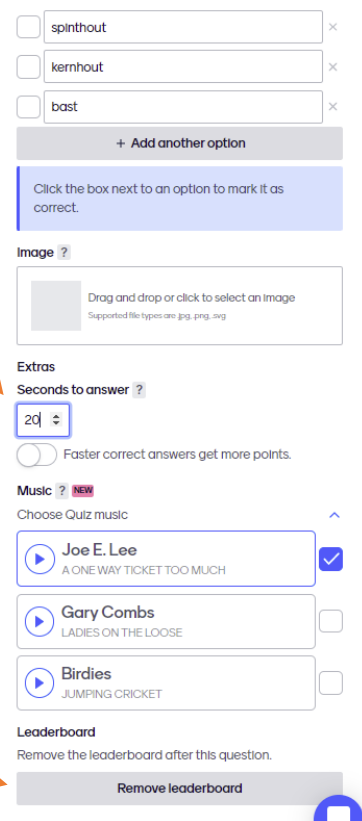 spinthout ×
kernhout ×
bast ×
+ Add another option
Click the box next to an option to mark it as
correct.
Image ?
Drag and drop or click to select an image
Supported file types are .jpg, .png, .svg
Extras
Seconds to answer ?
20
Faster correct answers get more points.
Music ? NEW
Choose Quiz music
Joe E. Lee
A ONE WAY TICKET TOO MUCH
Gary Combs
LADIES ON THE LOOSE
Birdies
JUMPING CRICKET
Leaderboard
Remove the leaderboard after this question.
Remove leaderboard